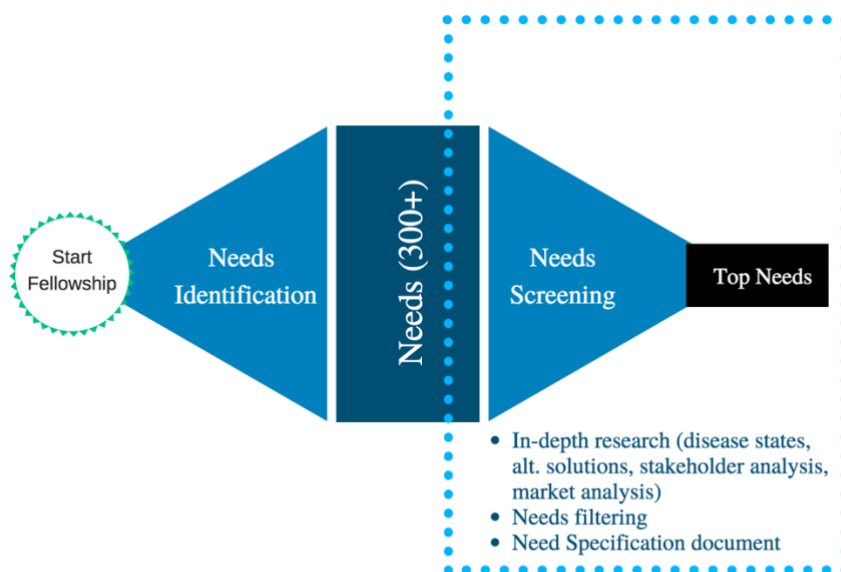 Start
Fellowship
Needs
Identification
Needs (300+)
Needs
Screening
Top Needs
• In-depth research (disease states,
alt. solutions, stakeholder analysis,
market analysis)
• Needs filtering
• Need Specification document